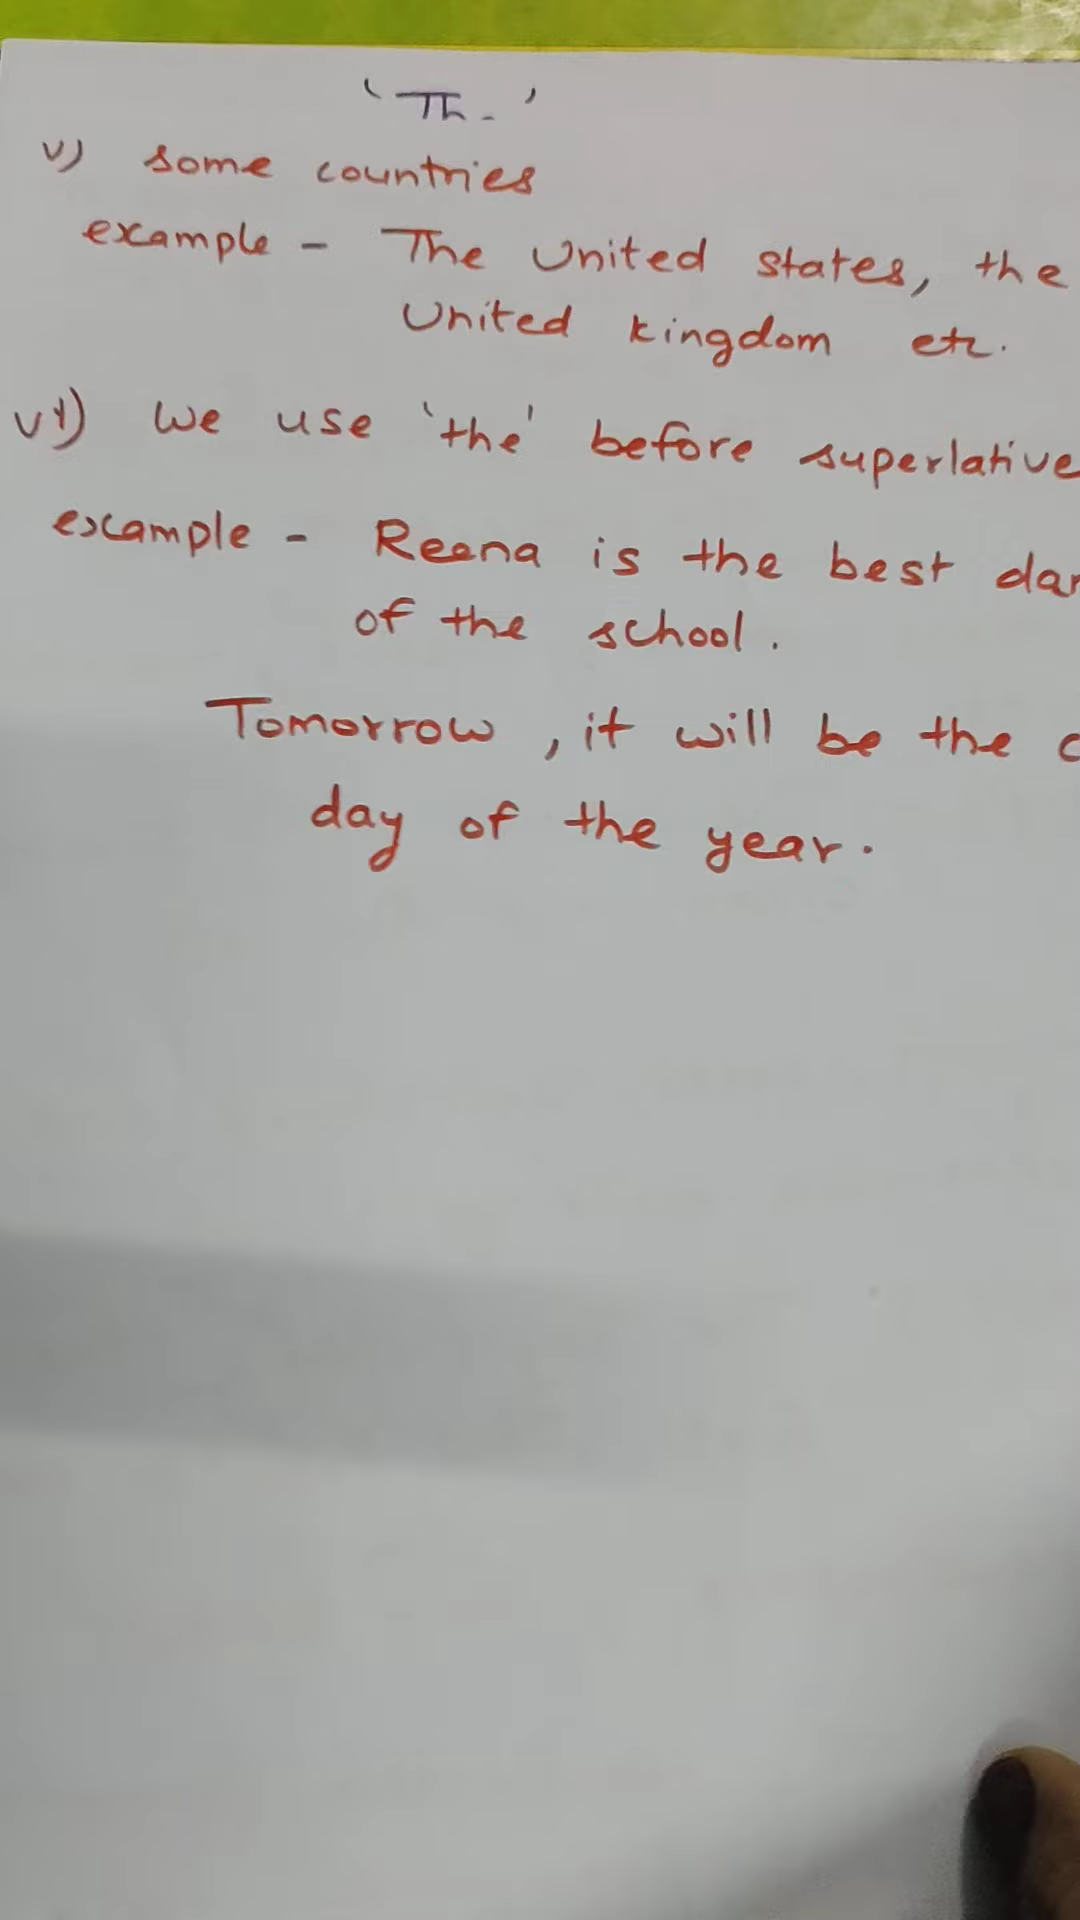 'Th-'
v) some countries
example - The United states, the
United kingdom etc.
vi) we use 'the' before superlative
example - Reena is the best
of the school.
Tomorrow, it will be the
day of the year.